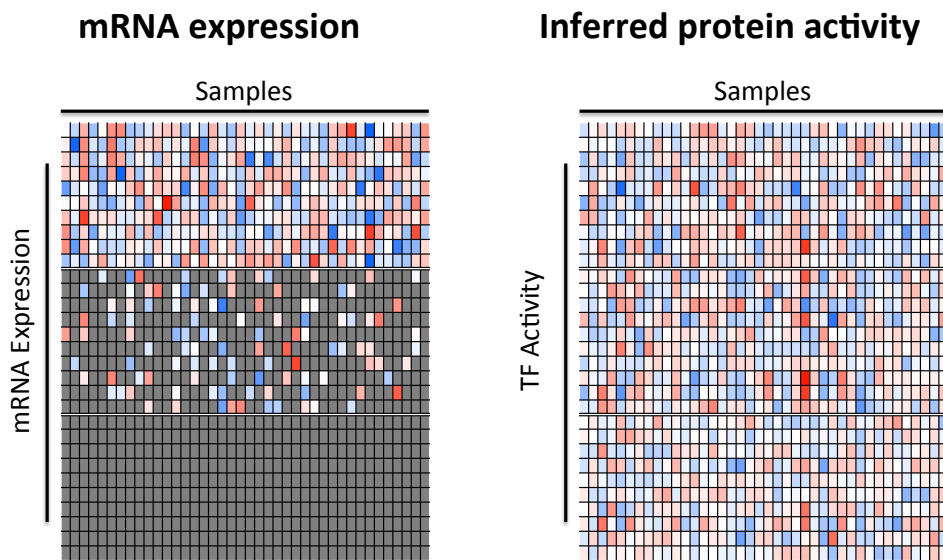 mRNA expression
Samples
mRNA Expression
Inferred protein activity
Samples
TF Activity